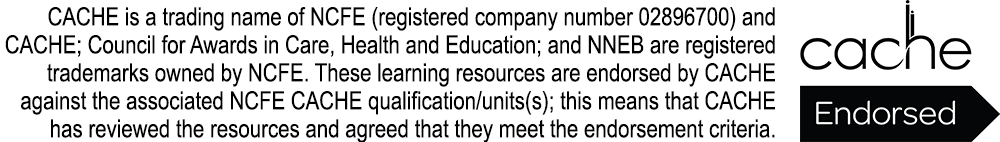 CACHE is a trading name of NCFE (registered company number 02896700) and
CACHE; Council for Awards in Care, Health and Education; and NNEB are registered
trademarks owned by NCFE. These learning resources are endorsed by CACHE
against the associated NCFE CACHE qualification/units(s); this means that CACHE
has reviewed the resources and agreed that they meet the endorsement criteria.
cache
Endorsed